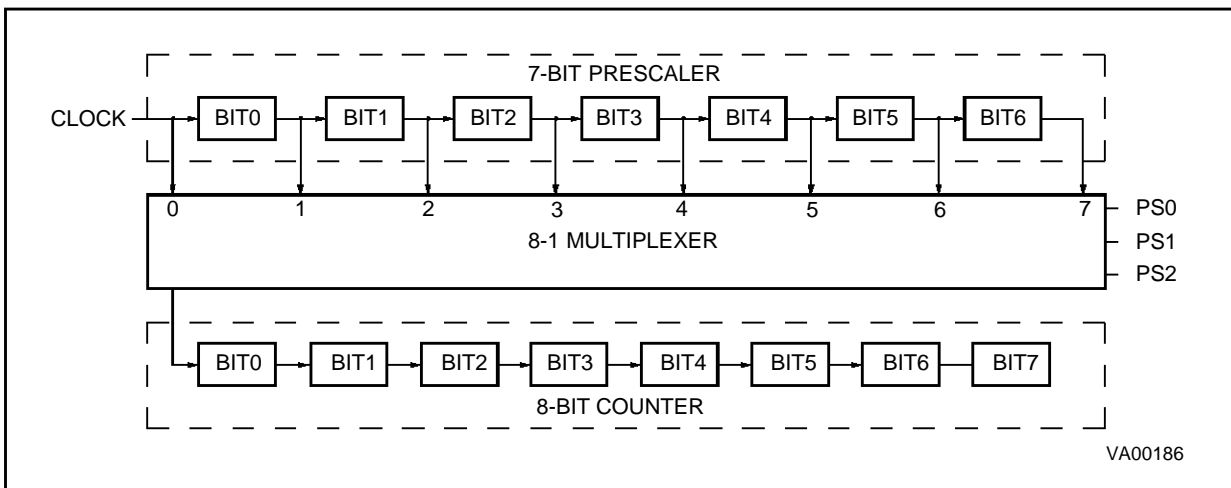 7-BIT PRESCALER
CLOCK BIT0 BIT1 BIT2 BIT3 BIT4 BIT5 BIT6
0 1 2 3 4 5 6 7 PS0
8-1 MULTIPLEXER PS1
PS2
BIT0 BIT1 BIT2 BIT3 BIT4 BIT5 BIT6 BIT7
8-BIT COUNTER
VA00186